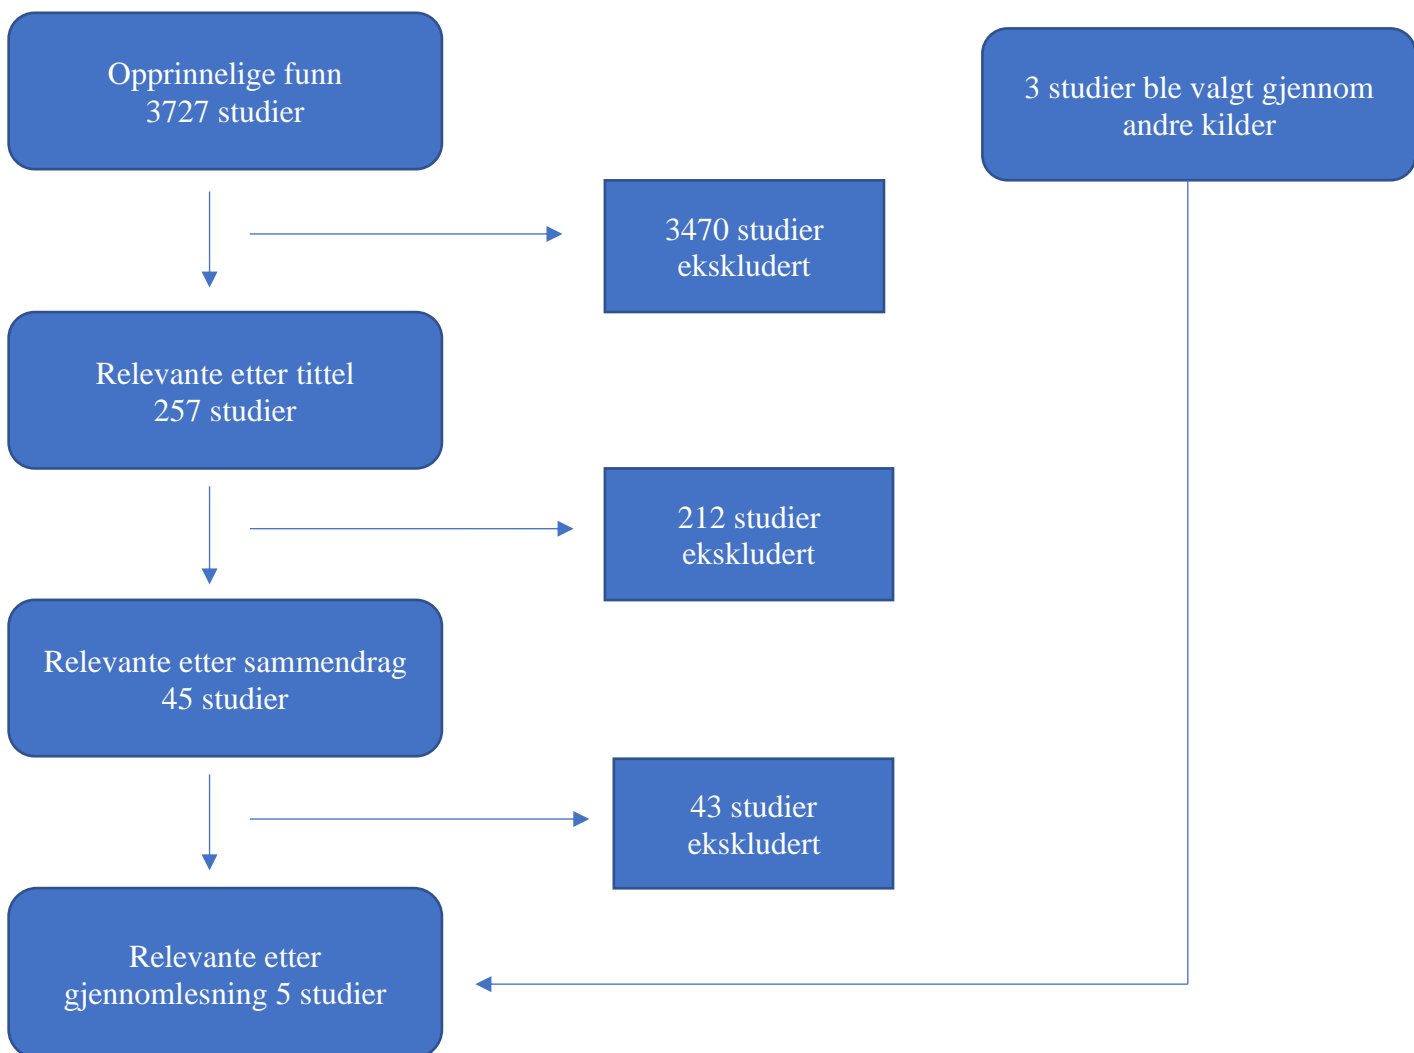 Opprinnelige funn
3727 studier
3 studier ble valgt gjennom
andre kilder
3470 studier
ekskludert
Relevante etter tittel
257 studier
212 studier
ekskludert
Relevante etter sammendrag
45 studier
43 studier
ekskludert
Relevante etter
gjennomlesning 5 studier